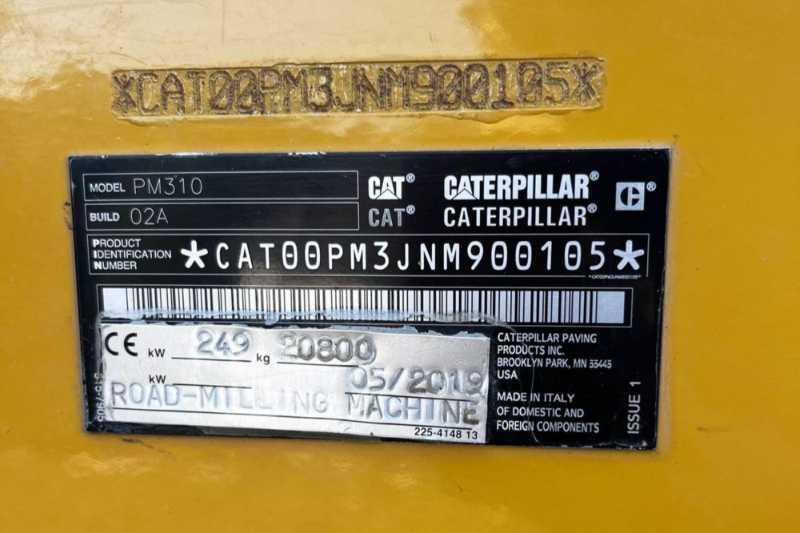 *CAT00PM3JNM900105*
MODEL PM310
CAT® CATERPILLAR®
BUILD 02A
CAT® CATERPILLAR®
C®
PRODUCT IDENTIFICATION NUMBER *CAT00PM3JNM900105*
CE kW 249 kg 20800
kW 05/2019
ROAD-MILLING MACHINE
225-4148 13
CATERPILLAR PAVING
PRODUCTS INC.
BROOKLYN PARK, MN 55445
USA
MADE IN ITALY
OF DOMESTIC AND
FOREIGN COMPONENTS
ISSUE 1